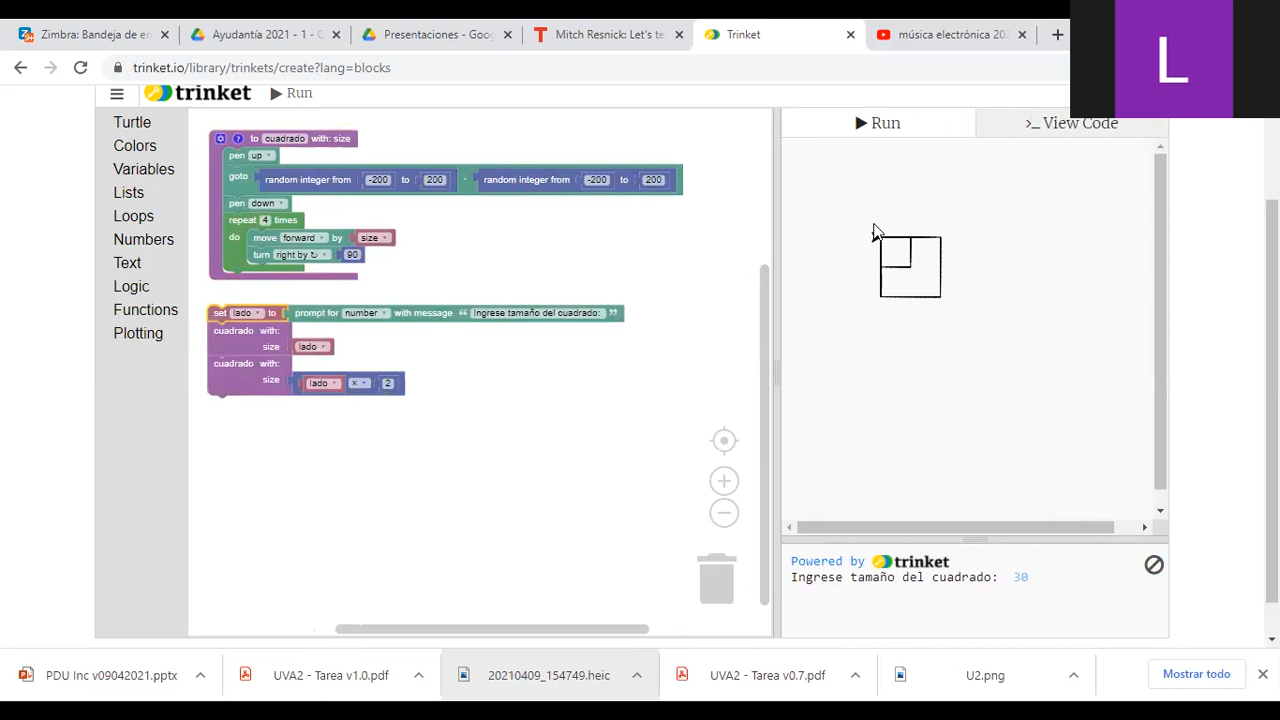 Zimbra: Bandeja de en
Ayudantía 2021 - 1 - G
Presentaciones - Goog
Mitch Resnick: Let's te
Trinket
música electrónica 202
L
trinket.io/library/trinkets/create?lang=blocks
trinket
Run
Turtle
Colors
Variables
Lists
Loops
Numbers
Text
Logic
Functions
Plotting
to cuadrado with: size
pen up
goto random integer from -200 to 200 , random integer from -200 to 200
pen down
repeat 4 times
do move forward by size
turn right by ↻ 90
set lado to prompt for number with message “ Ingrese tamaño del cuadrado: ”
cuadrado with:
size lado
cuadrado with:
size lado × 2
Run
>_ View Code
Powered by trinket
Ingrese tamaño del cuadrado: 30
PDU Inc v09042021.pptx
UVA2 - Tarea v1.0.pdf
20210409_154749.heic
UVA2 - Tarea v0.7.pdf
U2.png
Mostrar todo